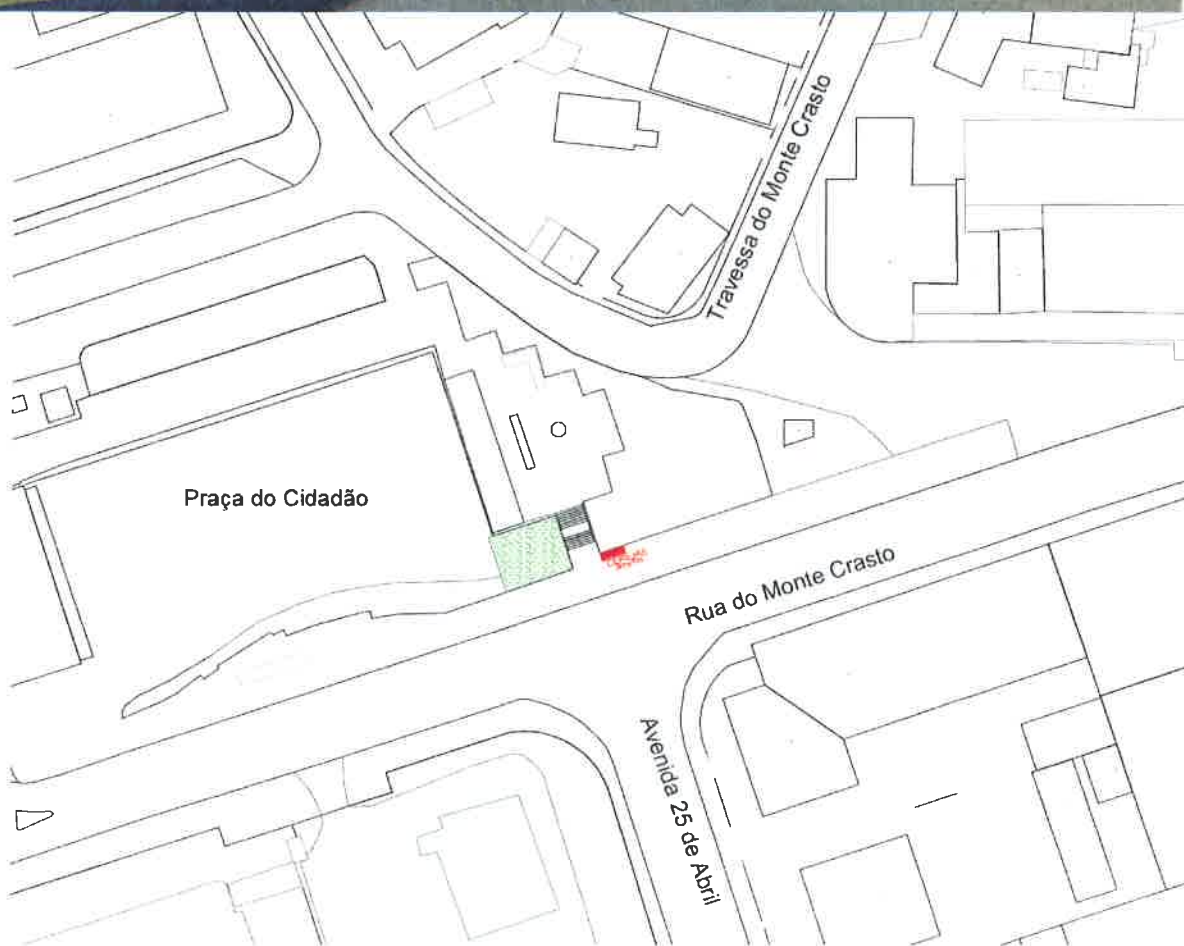 Travessa do Monte Crasto
Praça do Cidadão
Rua do Monte Crasto
Avenida 25 de Abril